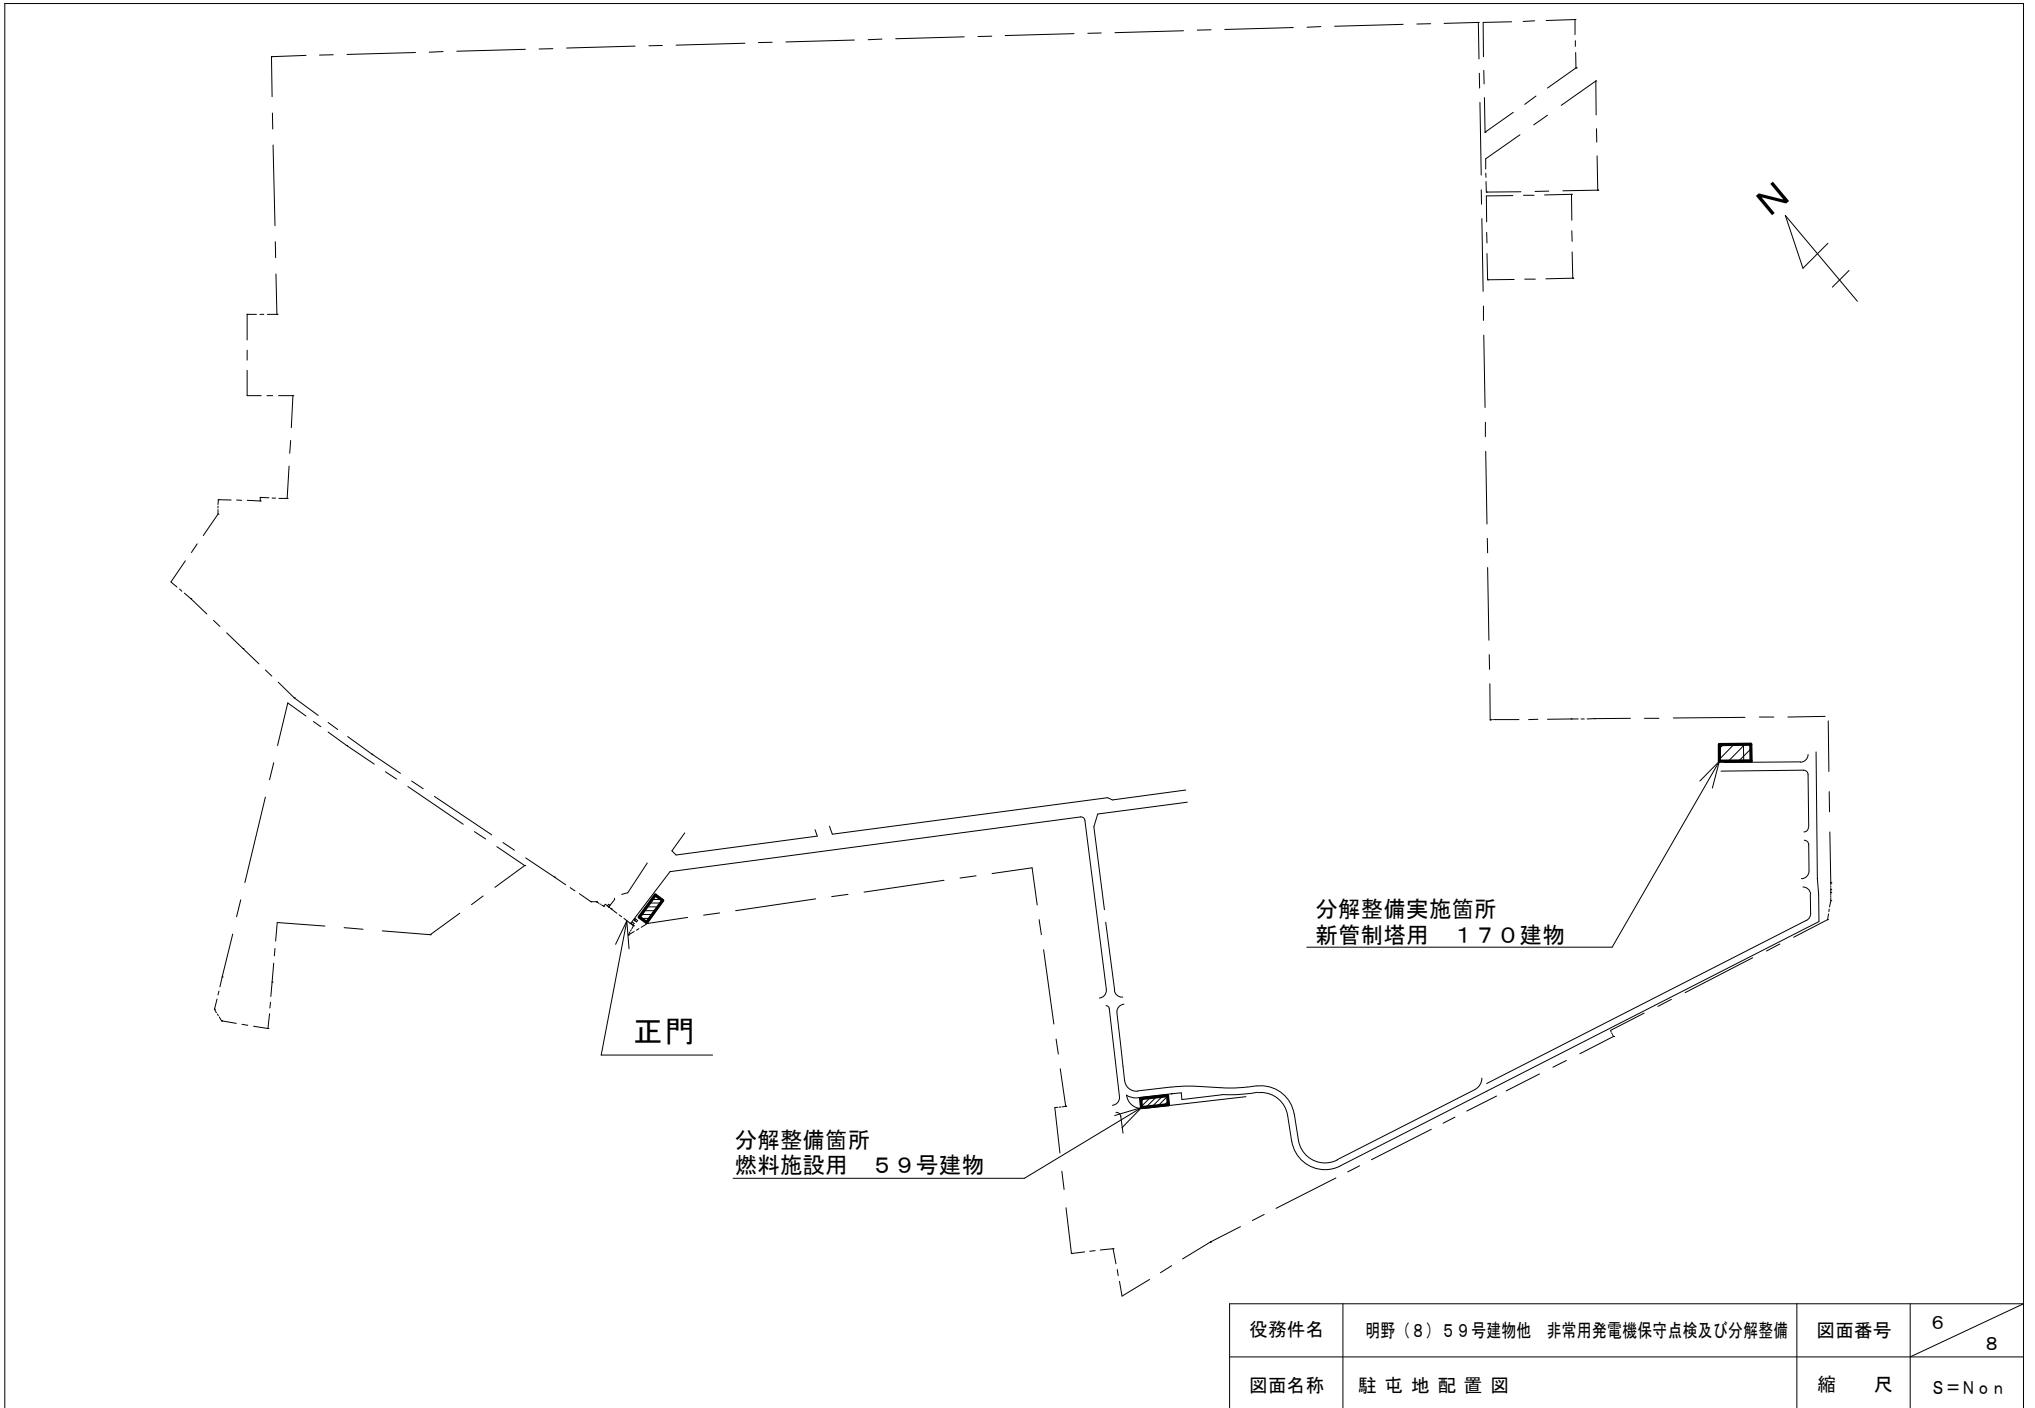 N
分解整備実施箇所
新管制塔用　１７０建物
正門
分解整備箇所
燃料施設用　５９号建物
役務件名　明野（８）５９号建物他　非常用発電機保守点検及び分解整備　図面番号　６／８
図面名称　駐屯地配置図　縮　尺　S=Ｎｏｎ